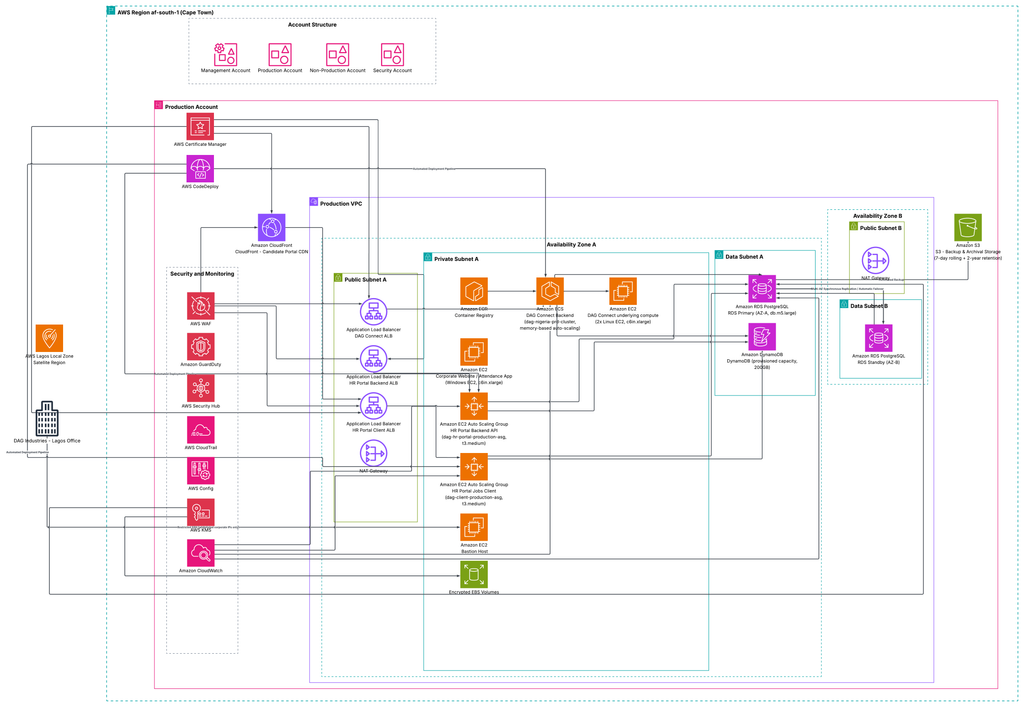 AWS Region af-south-1 (Cape Town)
Account Structure
Management Account
Production Account
Non-Production Account
Security Account
Production Account
AWS Certificate Manager
AWS CodeDeploy
Automated Deployment Pipeline
Production VPC
Amazon CloudFront
CloudFront - Candidate Portal CDN
Availability Zone A
Availability Zone B
Public Subnet B
NAT Gateway
Amazon S3
S3 - Backup & Archival Storage
(7-day rolling + 2-year retention)
Security and Monitoring
Public Subnet A
Private Subnet A
Data Subnet A
Data Subnet B
AWS WAF
Application Load Balancer
DAG Connect ALB
Amazon ECR
Container Registry
Amazon ECS
DAG Connect Backend
(dag-nigeria-pro-cluster,
memory-based auto-scaling)
Amazon EC2
DAG Connect underlying compute
(2x Linux EC2, c8in.xlarge)
Amazon RDS PostgreSQL
RDS Primary (AZ-A, db.m5.large)
Amazon RDS PostgreSQL
RDS Standby (AZ-B)
AWS Lagos Local Zone
Satellite Region
Amazon GuardDuty
Application Load Balancer
HR Portal Backend ALB
Amazon EC2
Corporate Website / Attendance App
(Windows EC2, c8in.xlarge)
Amazon DynamoDB
DynamoDB (provisioned capacity,
200GB)
AWS Security Hub
Application Load Balancer
HR Portal Client ALB
Amazon EC2 Auto Scaling Group
HR Portal Backend API
(dag-hr-portal-production-asg,
t3.medium)
DAG Industries - Lagos Office
Automated Deployment Pipeline
AWS CloudTrail
NAT Gateway
AWS Config
Amazon EC2 Auto Scaling Group
HR Portal Jobs Client
(dag-client-production-asg,
t3.medium)
AWS KMS
Amazon EC2
Bastion Host
Amazon CloudWatch
Encrypted EBS Volumes